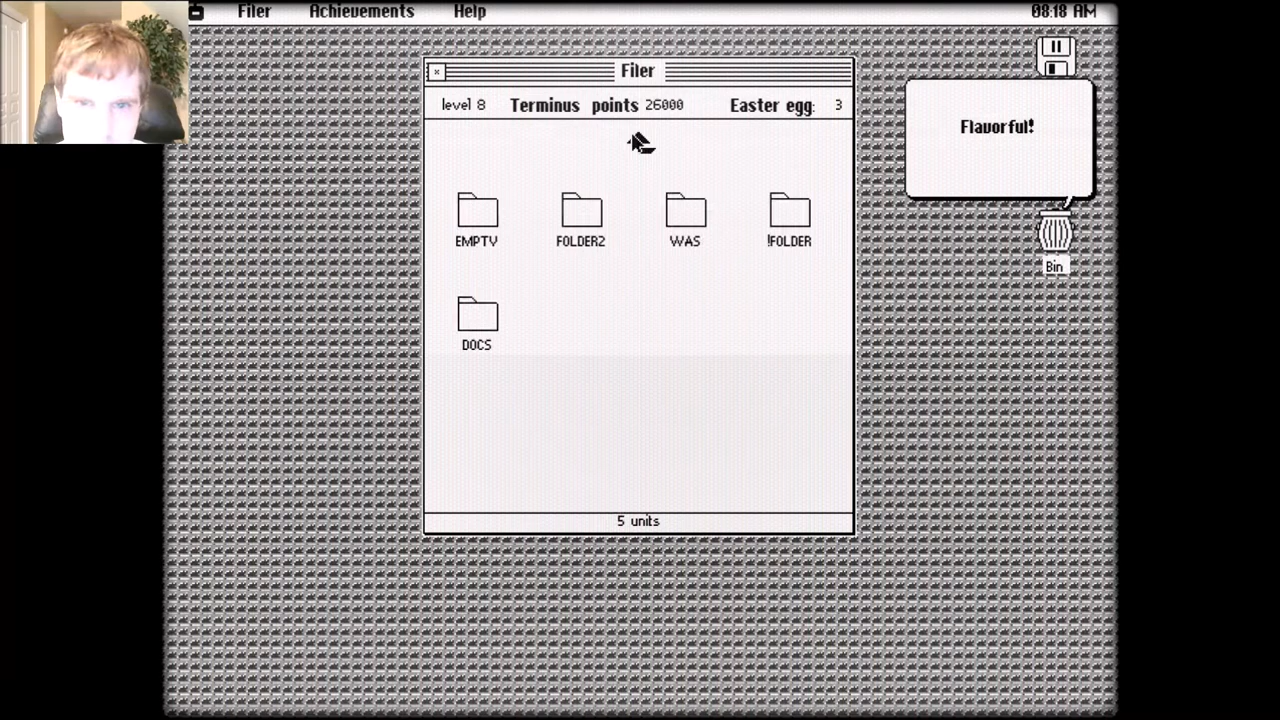 Filer Achievements Help 08:18 AM
Filer
level 8 Terminus points 26000 Easter egg: 3
Flavorful!
EMPTY FOLDER2 WAS !FOLDER
Bin
DOCS
5 units